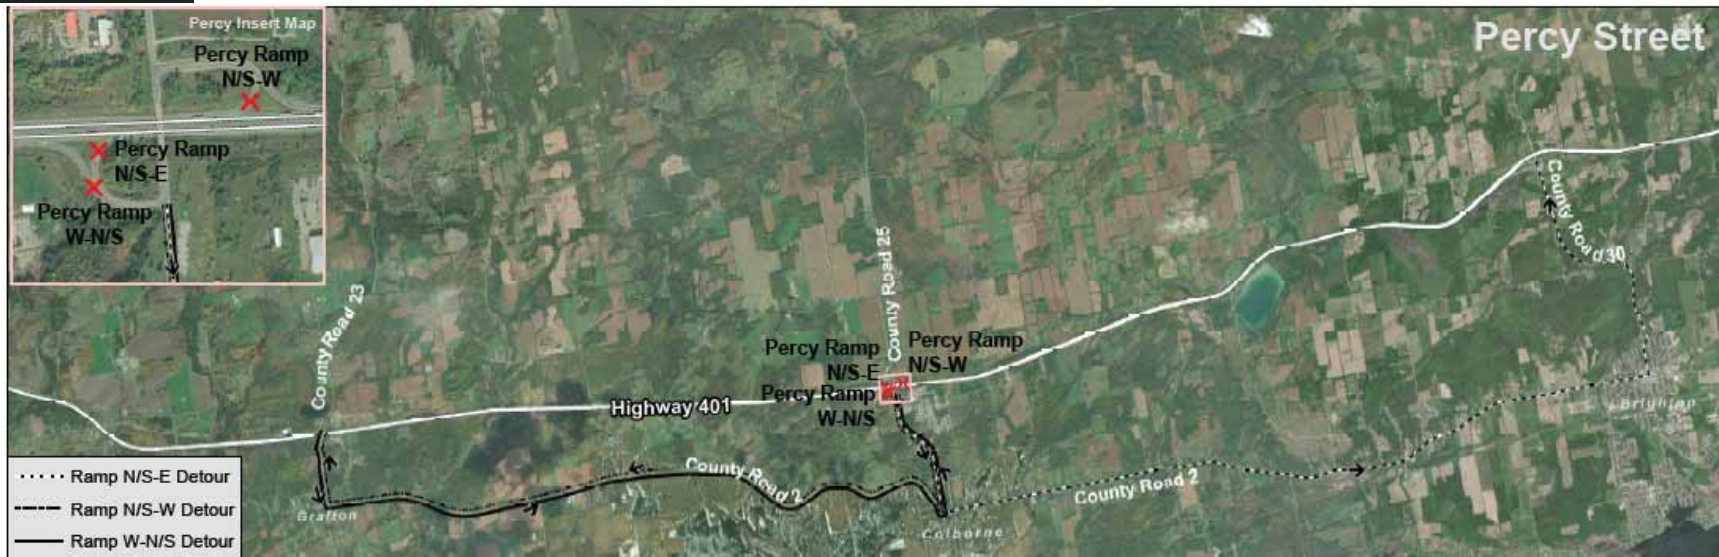 Percy Insert Map
Percy Ramp
N/S-W
Percy Ramp
N/S-E
Percy Ramp
W-N/S
Percy Street
County Road 23
County Road 25
Percy Ramp
N/S-E
Percy Ramp
N/S-W
Percy Ramp
W-N/S
Highway 401
County Road 30
Brighton
County Road 2
County Road 2
Grafton
Colborne
Ramp N/S-E Detour
Ramp N/S-W Detour
Ramp W-N/S Detour